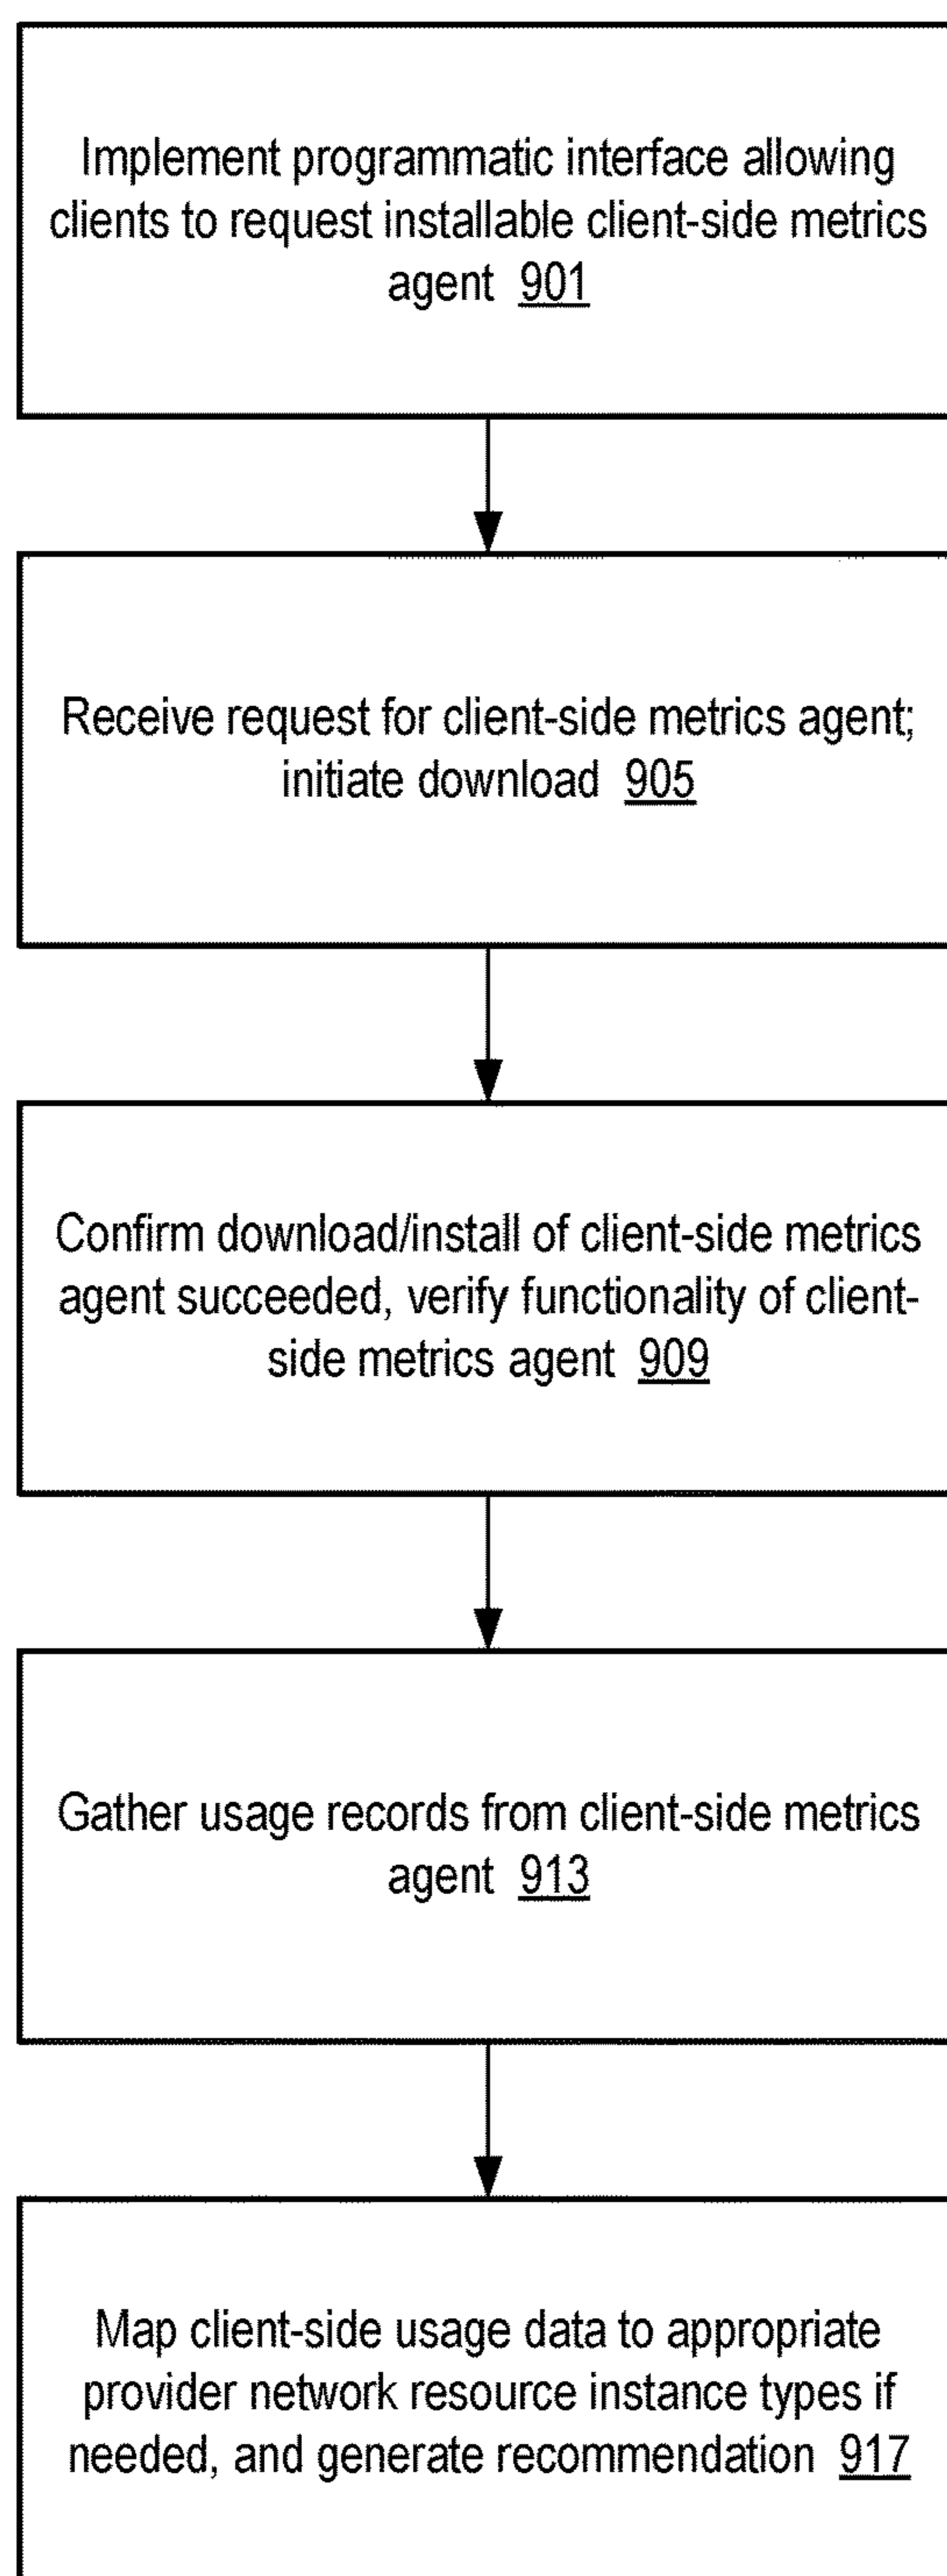 Implement programmatic interface allowing
clients to request installable client-side metrics
agent 901
Receive request for client-side metrics agent;
initiate download 905
Confirm download/install of client-side metrics
agent succeeded, verify functionality of client-
side metrics agent 909
Gather usage records from client-side metrics
agent 913
Map client-side usage data to appropriate
provider network resource instance types if
needed, and generate recommendation 917